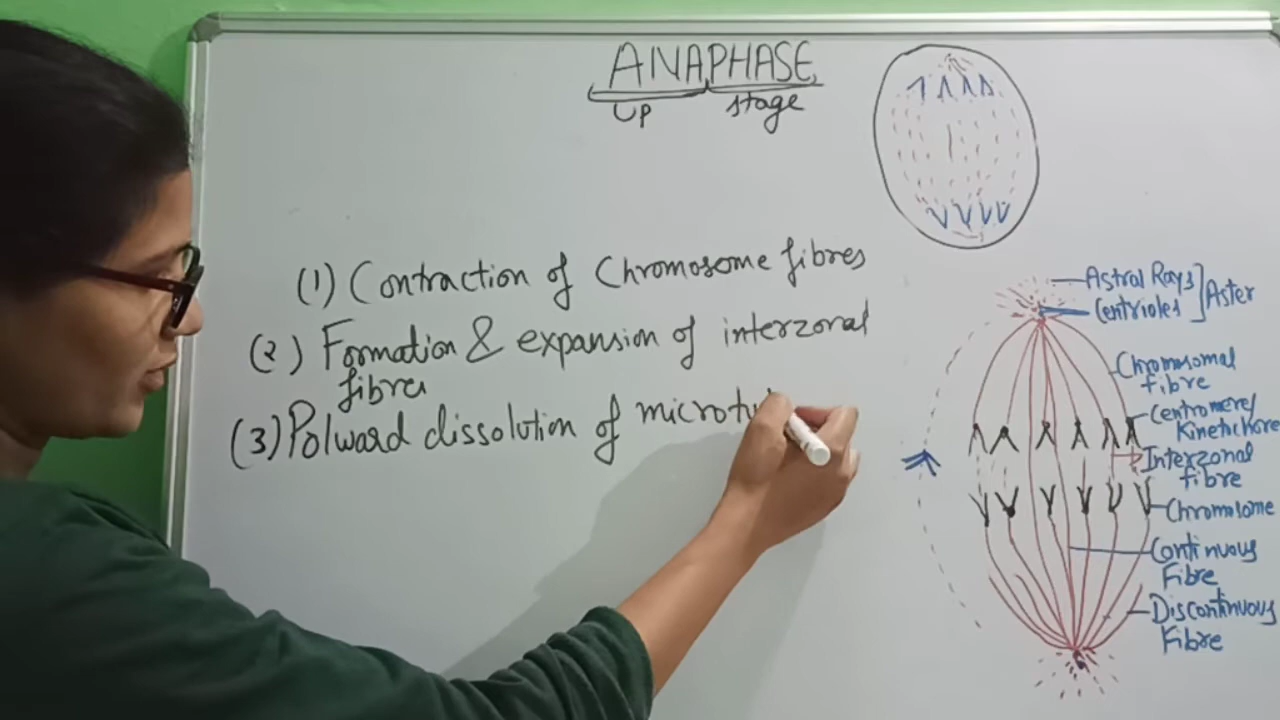 ANAPHASE
Up stage
(1) Contraction of Chromosome fibres
(2) Formation & expansion of interzonal
fibres
(3) Polward dissolution of microtu
Astral Rays
Centrioles
Aster
Chromosomal
fibre
Centromere/
Kinetichore
Interzonal
fibre
Chromosome
Continuous
Fibre
Discontinuous
Fibre